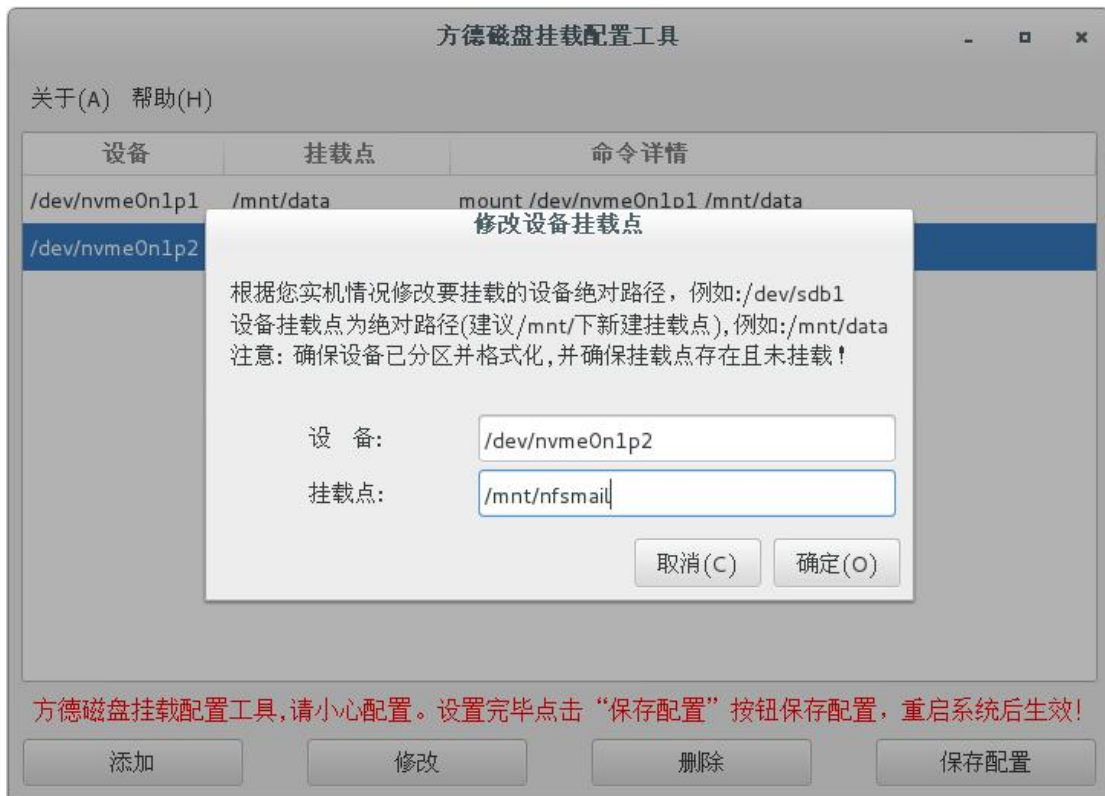 方德磁盘挂载配置工具
关于(A) 帮助(H)
设备 挂载点 命令详情
/dev/nvme0n1p1 /mnt/data mount /dev/nvme0n1p1 /mnt/data
/dev/nvme0n1p2
修改设备挂载点
根据您实机情况修改要挂载的设备绝对路径，例如:/dev/sdb1
设备挂载点为绝对路径(建议/mnt/下新建挂载点),例如:/mnt/data
注意: 确保设备已分区并格式化,并确保挂载点存在且未挂载！
设 备: /dev/nvme0n1p2
挂载点: /mnt/nfsmail
取消(C) 确定(O)
方德磁盘挂载配置工具,请小心配置。设置完毕点击“保存配置”按钮保存配置，重启系统后生效!
添加 修改 删除 保存配置